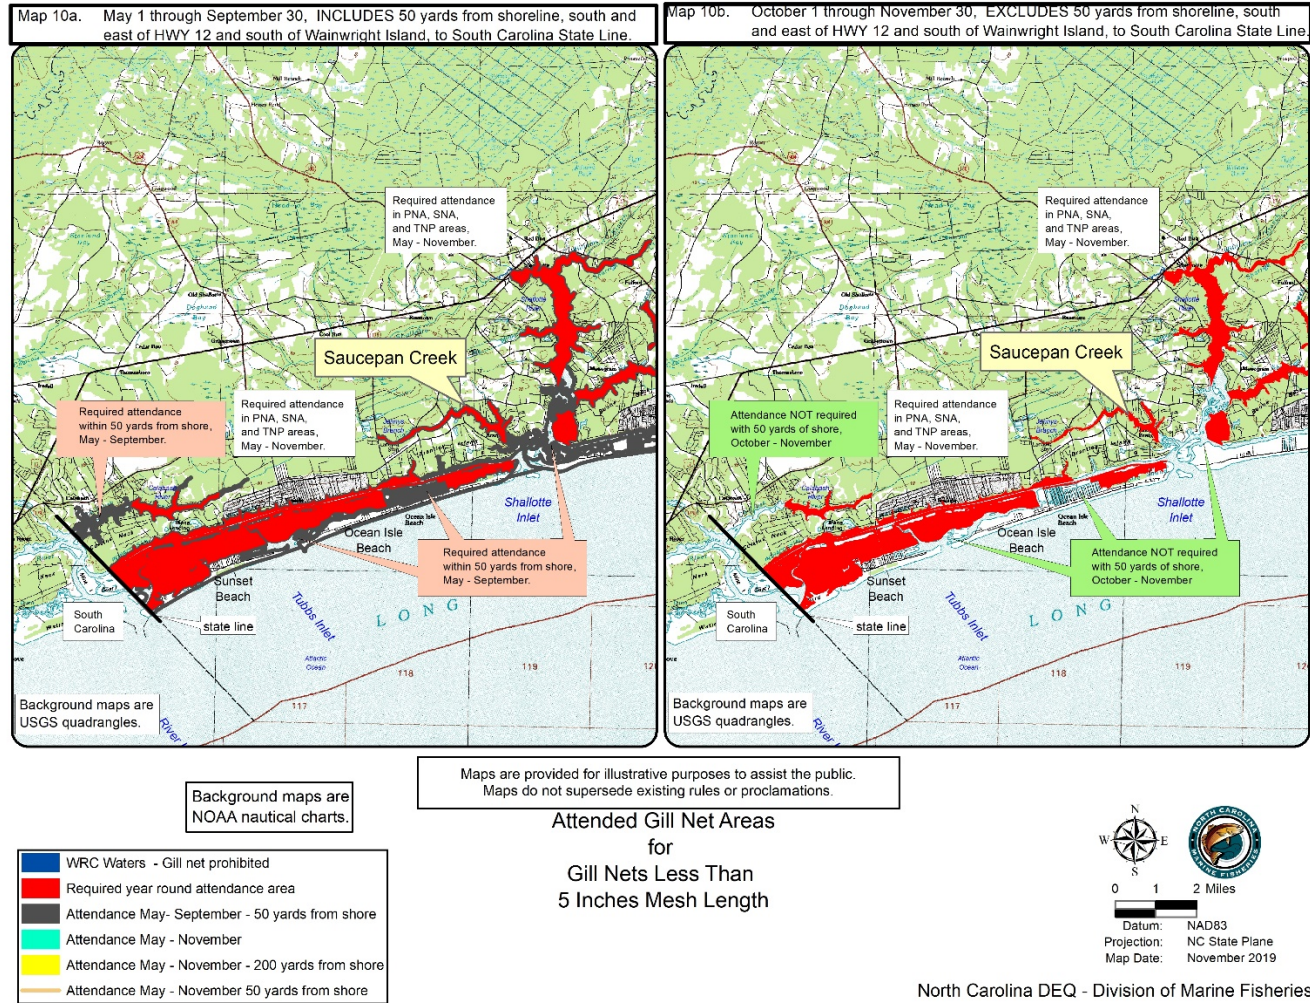 Map 10a. May 1 through September 30, INCLUDES 50 yards from shoreline, south and
east of HWY 12 and south of Wainwright Island, to South Carolina State Line.
Required attendance
in PNA, SNA,
and TNP areas,
May - November.
Saucepan Creek
Required attendance
within 50 yards from shore,
May - September.
Required attendance
in PNA, SNA,
and TNP areas,
May - November.
Shallotte
Inlet
Ocean Isle
Beach
Ocean Isle
Beach
Required attendance
within 50 yards from shore,
May - September.
Sunset
Beach
Tubbs Inlet
LONG
South
Carolina
state line
Atlantic
Ocean
119
118
117
Background maps are
USGS quadrangles.
Map 10b. October 1 through November 30, EXCLUDES 50 yards from shoreline, south
and east of HWY 12 and south of Wainwright Island, to South Carolina State Line.
Required attendance
in PNA, SNA,
and TNP areas,
May - November.
Saucepan Creek
Attendance NOT required
with 50 yards of shore,
October - November
Required attendance
in PNA, SNA,
and TNP areas,
May - November.
Shallotte
Inlet
Ocean Isle
Beach
Ocean Isle
Beach
Attendance NOT required
with 50 yards of shore,
October - November
Sunset
Beach
Tubbs Inlet
LONG
South
Carolina
state line
Atlantic
Ocean
119
118
117
Background maps are
USGS quadrangles.
Maps are provided for illustrative purposes to assist the public.
Maps do not supersede existing rules or proclamations.
Background maps are
NOAA nautical charts.
Attended Gill Net Areas
for
Gill Nets Less Than
5 Inches Mesh Length
WRC Waters - Gill net prohibited
Required year round attendance area
Attendance May- September - 50 yards from shore
Attendance May - November
Attendance May - November - 200 yards from shore
Attendance May - November 50 yards from shore
N
W E
S
NORTH CAROLINA
MARINE FISHERIES
0 1 2 Miles
Datum: NAD83
Projection: NC State Plane
Map Date: November 2019
North Carolina DEQ - Division of Marine Fisheries